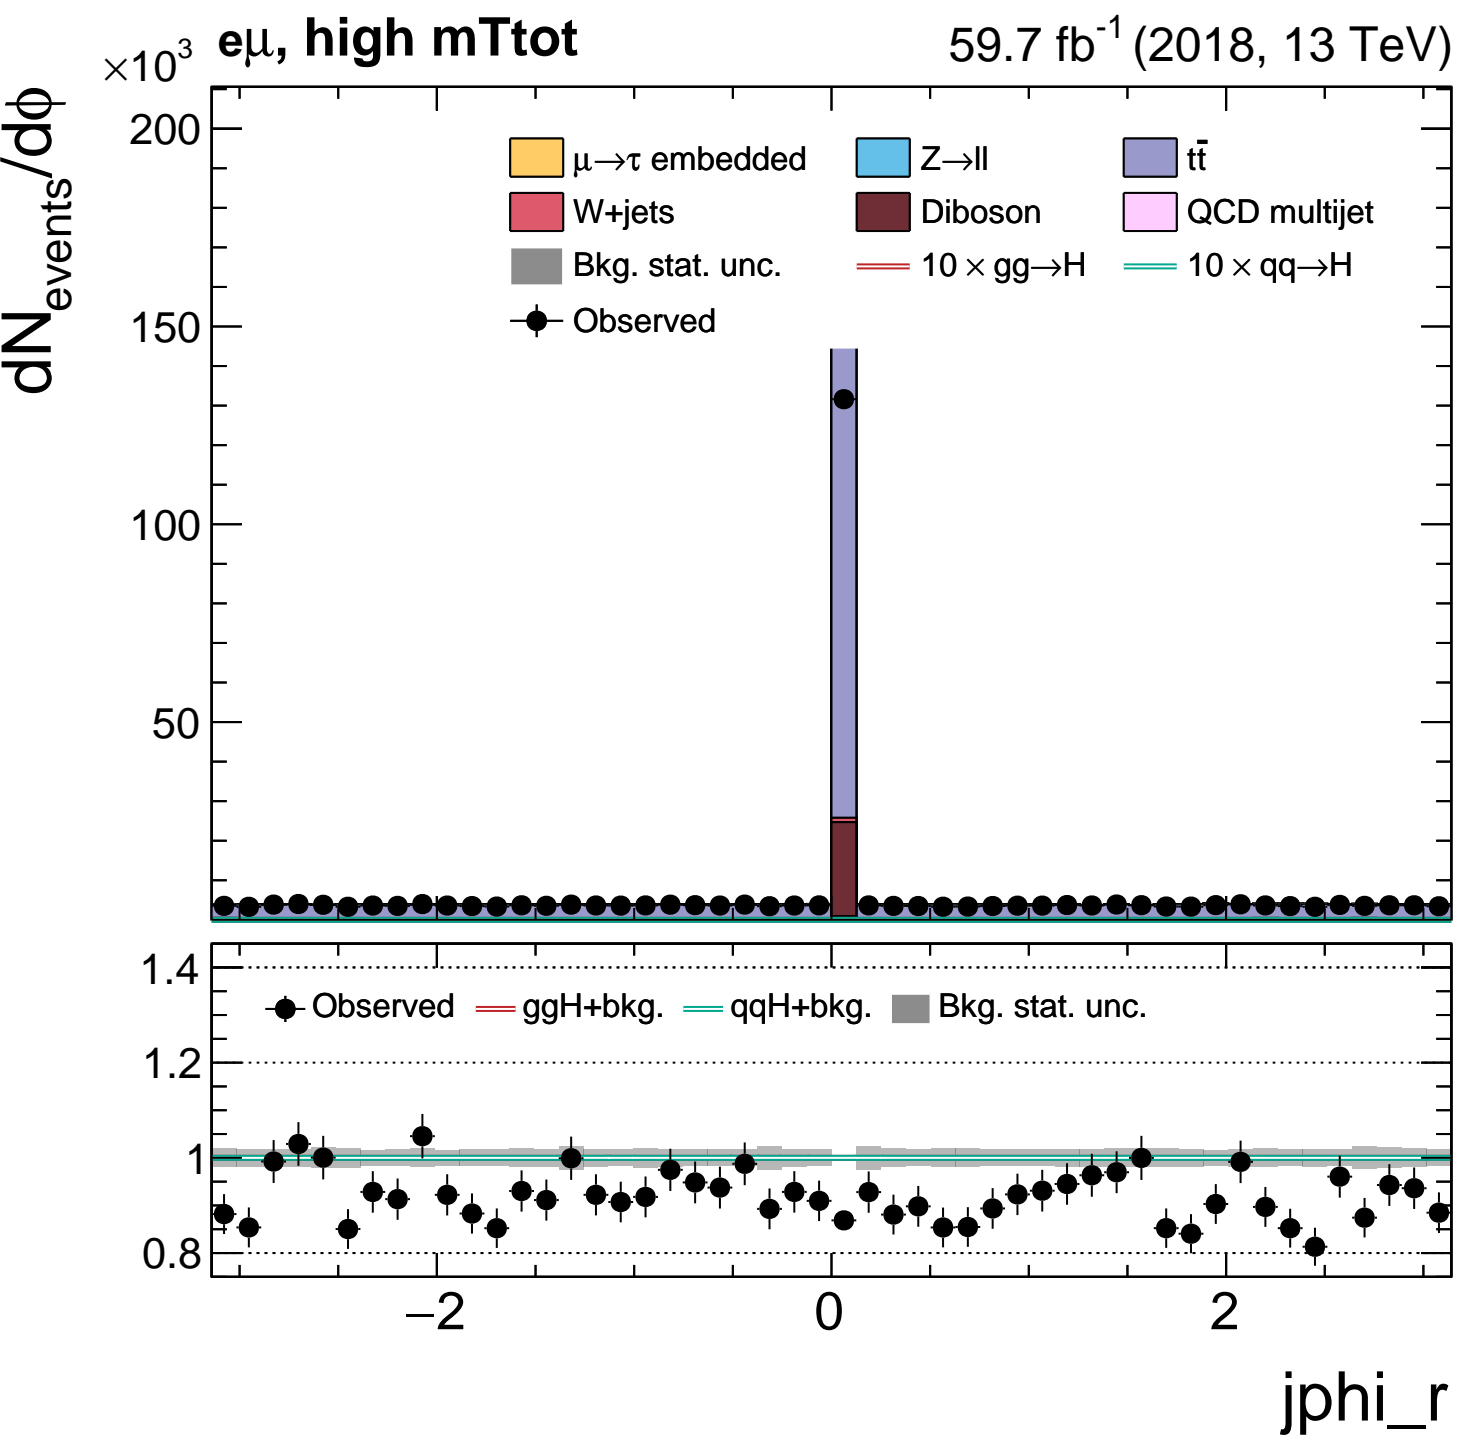 ×10³ eμ, high mTtot 59.7 fb⁻¹ (2018, 13 TeV)
dN_events/dϕ
200
150
100
50
μ→τ embedded Z→ll tt̄
W+jets Diboson QCD multijet
Bkg. stat. unc. 10 × gg→H 10 × qq→H
Observed
1.4
1.2
1
0.8
Observed ggH+bkg. qqH+bkg. Bkg. stat. unc.
−2 0 2
jphi_r